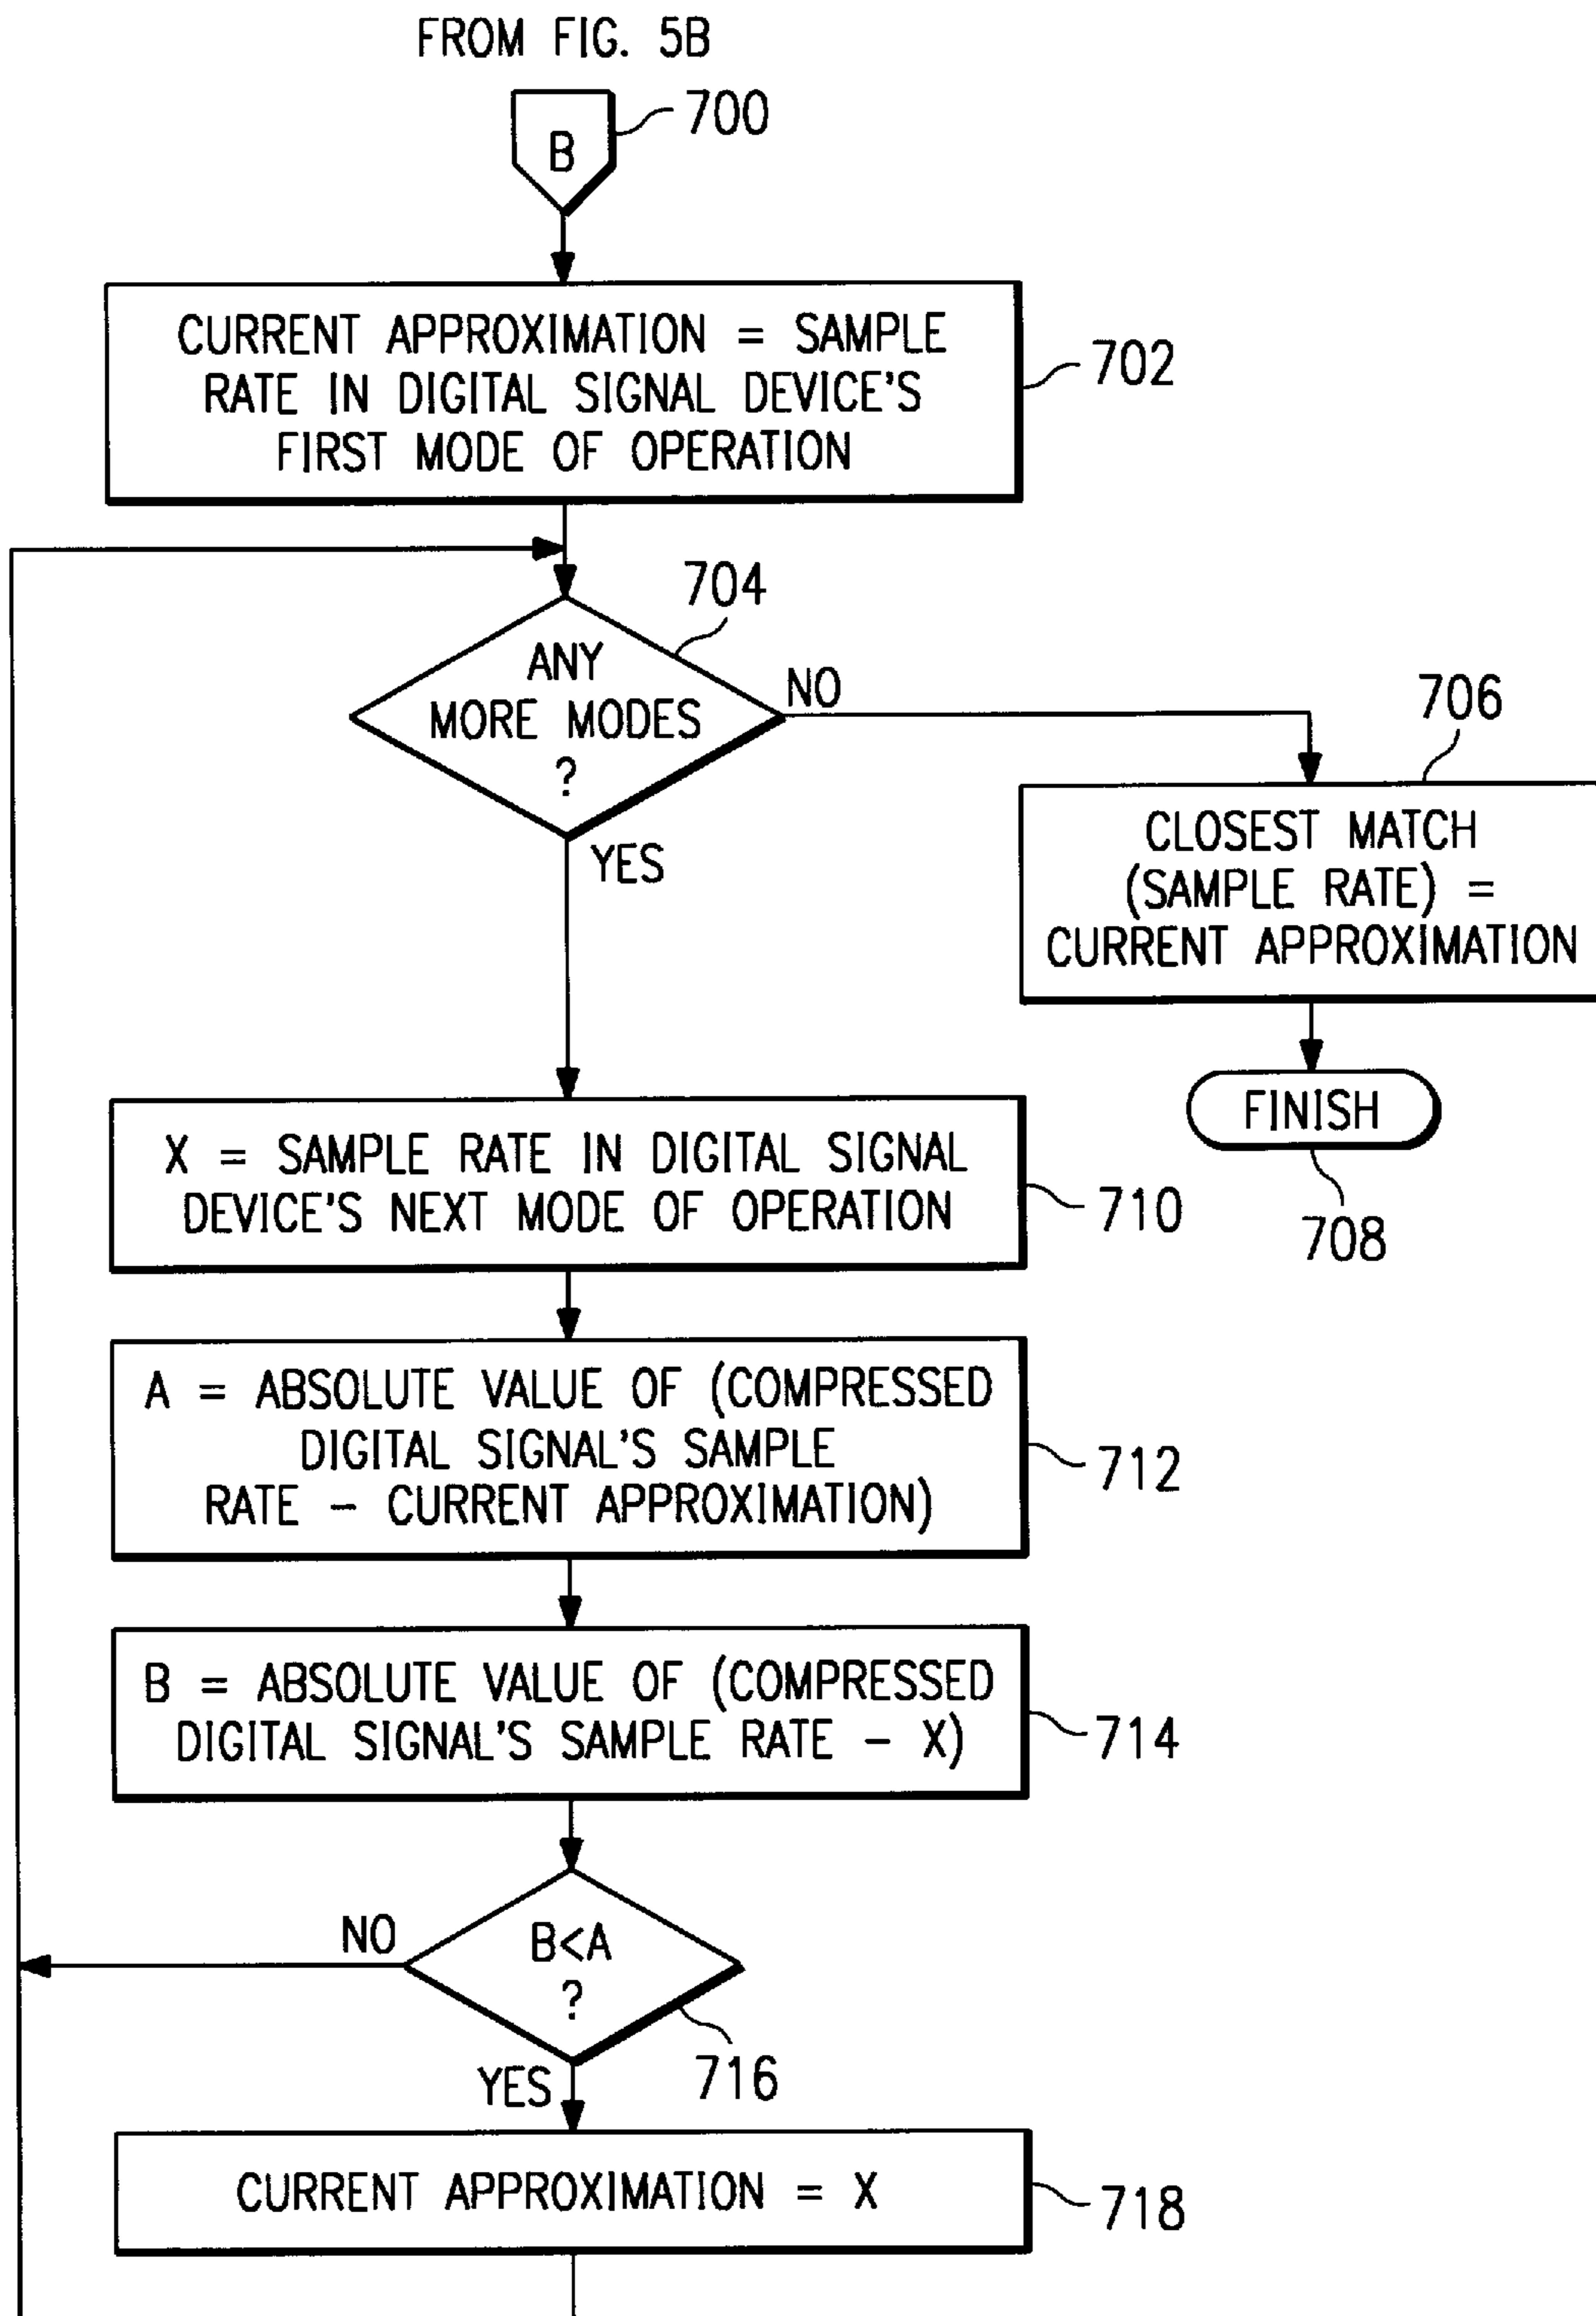 FROM FIG. 5B
B
700
CURRENT APPROXIMATION = SAMPLE
RATE IN DIGITAL SIGNAL DEVICE'S
FIRST MODE OF OPERATION
702
704
ANY
MORE MODES
?
NO
YES
706
CLOSEST MATCH
(SAMPLE RATE) =
CURRENT APPROXIMATION
FINISH
708
X = SAMPLE RATE IN DIGITAL SIGNAL
DEVICE'S NEXT MODE OF OPERATION
710
A = ABSOLUTE VALUE OF (COMPRESSED
DIGITAL SIGNAL'S SAMPLE
RATE - CURRENT APPROXIMATION)
712
B = ABSOLUTE VALUE OF (COMPRESSED
DIGITAL SIGNAL'S SAMPLE RATE - X)
714
NO
B<A
?
716
YES
CURRENT APPROXIMATION = X
718